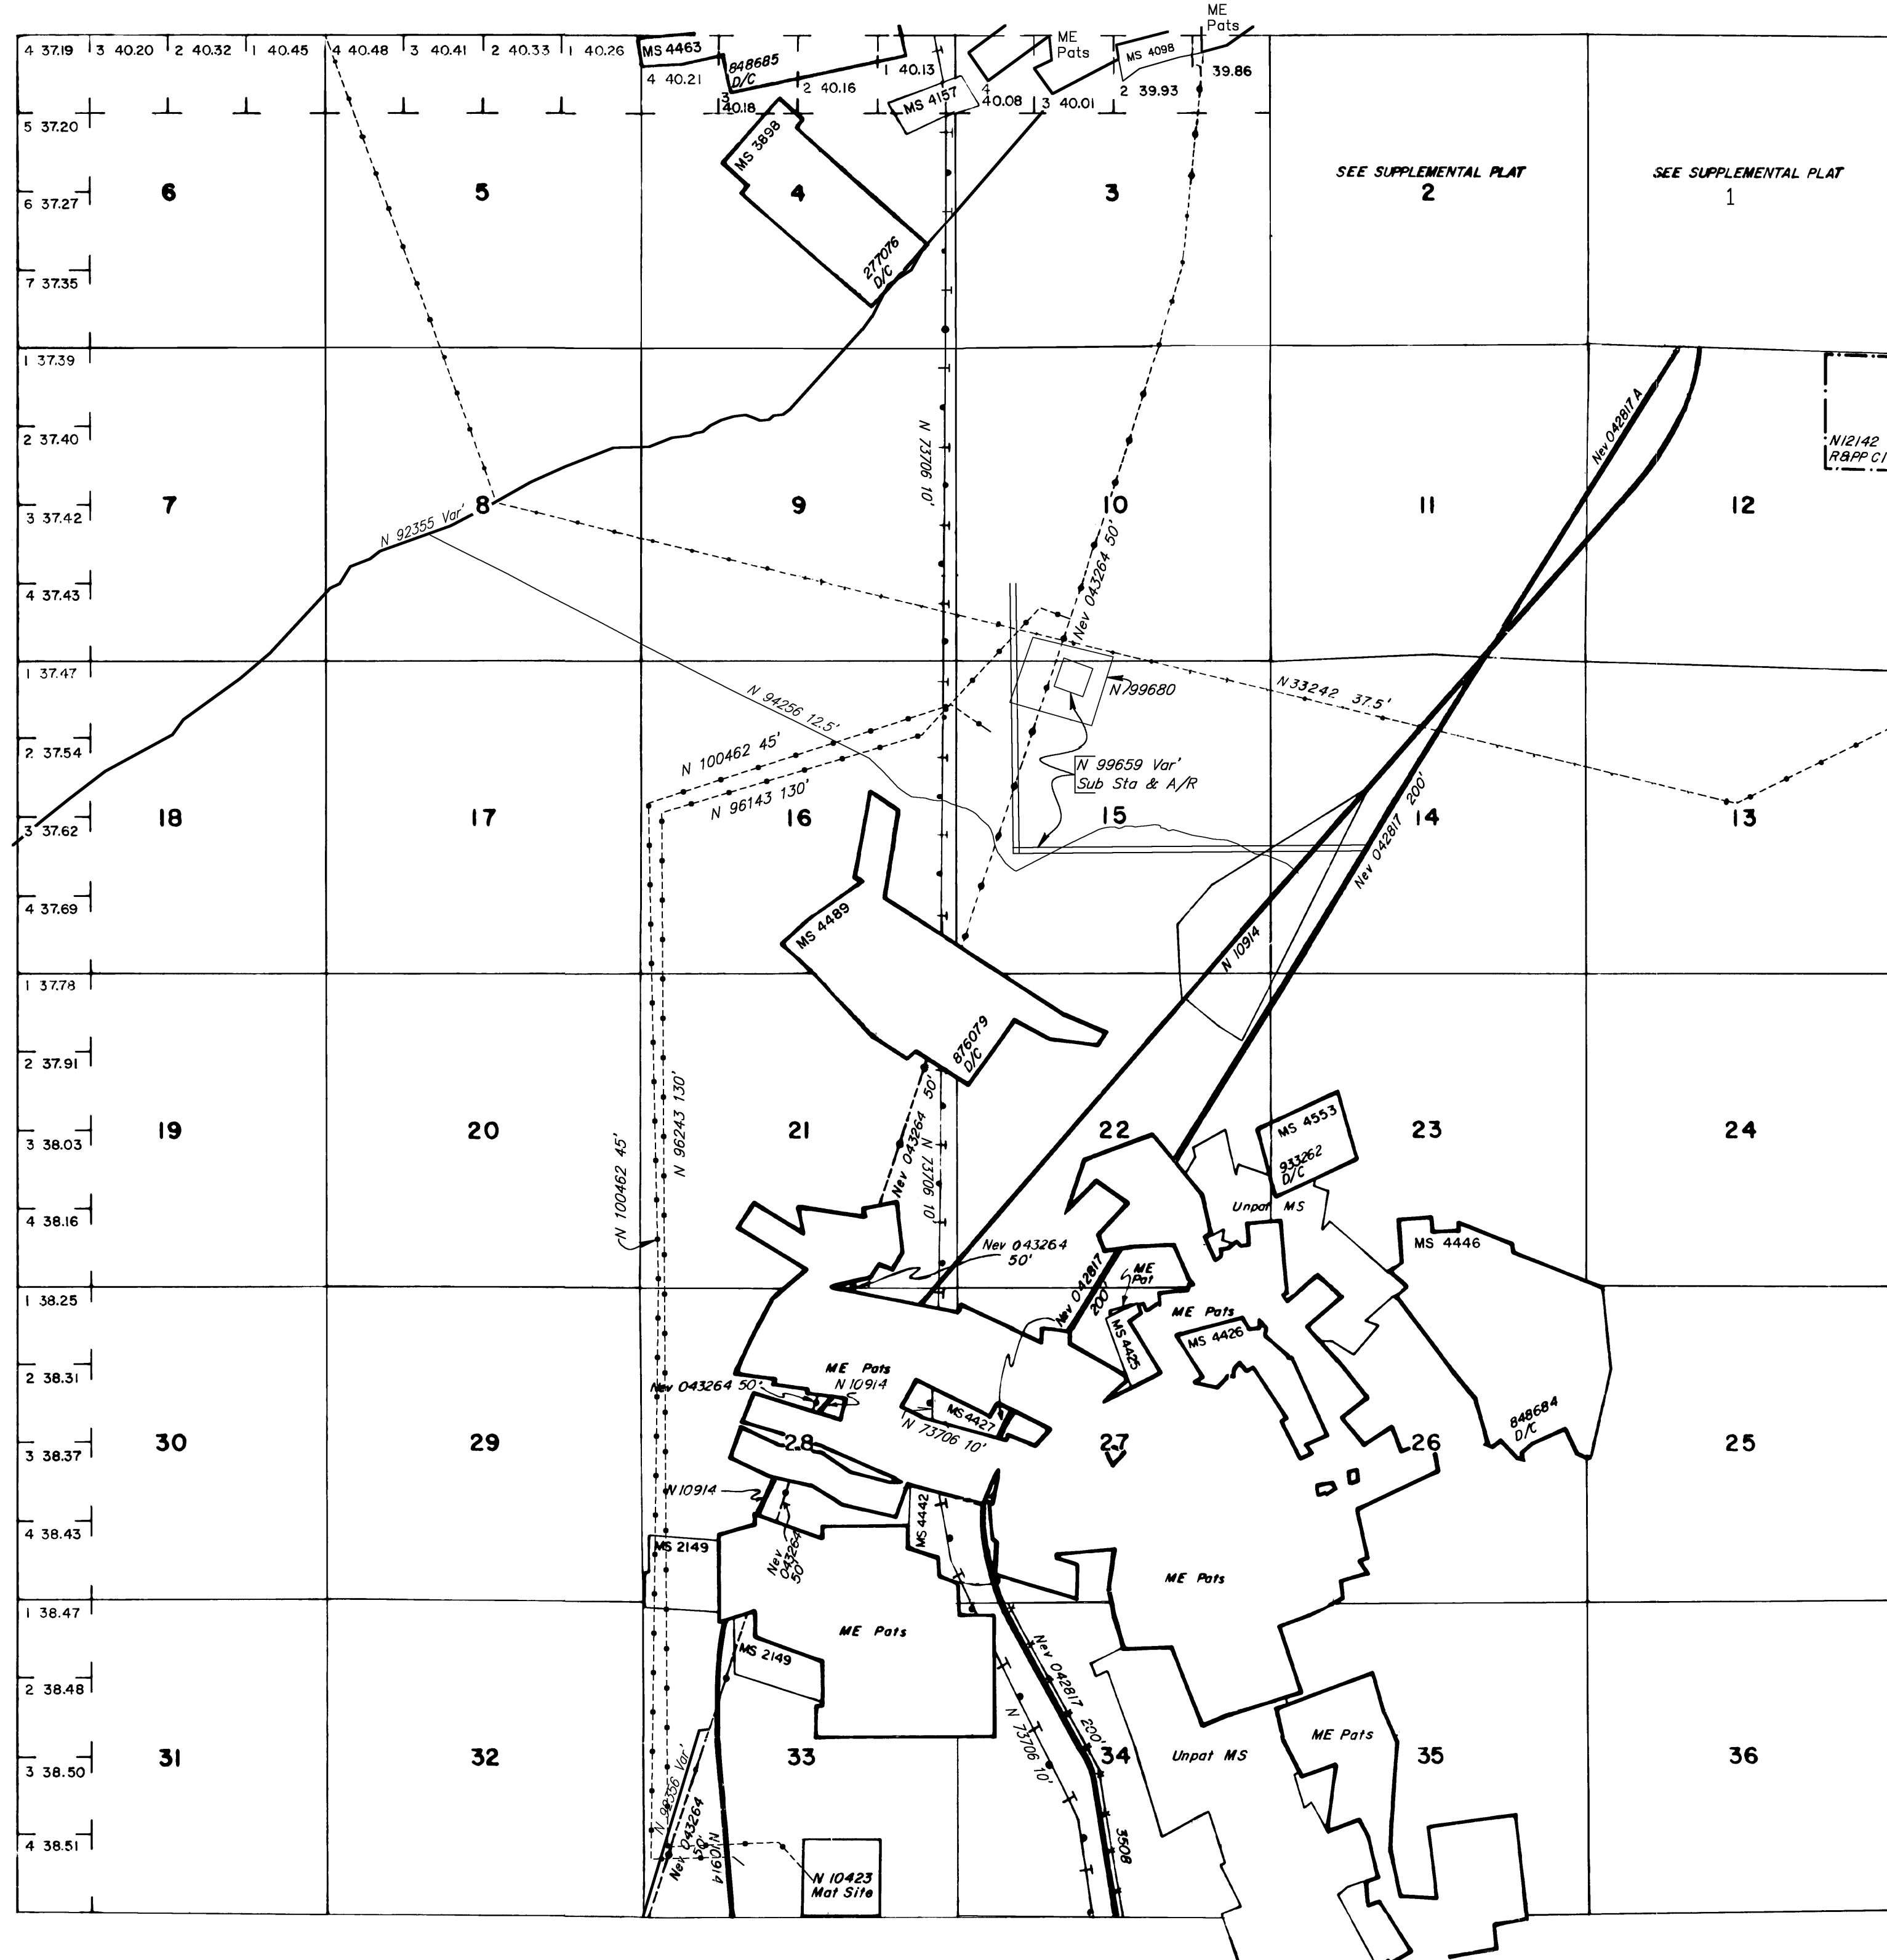 ME
Pats
ME
Pats
4 37.19
3 40.20
2 40.32
1 40.45
4 40.48
3 40.41
2 40.33
1 40.26
MS 4463
4 40.21
848685
D/C
3
40.18
2 40.16
1 40.13
MS 4157
4
40.08
3 40.01
MS 4098
2 39.93
39.86
5 37.20
MS 3898
6
5
4
3
SEE SUPPLEMENTAL PLAT
2
SEE SUPPLEMENTAL PLAT
1
6 37.27
277076
D/C
7 37.35
1 37.39
Nev 042817 A
N12142
R&PP Cl
2 37.40
N 73706 10'
7
8
9
10
11
12
3 37.42
N 92355 Var'
Nev 043264 50'
4 37.43
1 37.47
N 94256 12.5'
N 99680
N33242 37.5'
2 37.54
N 100462 45'
N 96143 130'
N 99659 Var'
Sub Sta & A/R
Nev 042817 200'
18
17
16
15
14
13
3 37.62
4 37.69
MS 4489
N 10914
1 37.78
876079
D/C
2 37.91
Nev 043264 50'
N 73706 10'
N 96243 130'
N 100462 45'
19
20
21
22
23
24
3 38.03
MS 4553
933262
D/C
Unpat MS
4 38.16
MS 4446
Nev 043264
50'
Nev 042817
200'
ME
Pat
1 38.25
ME Pats
MS 4425
MS 4426
2 38.31
ME Pats
Nev 043264 50'
N 10914
MS 4427
N 73706 10'
848684
D/C
30
29
28
27
26
25
3 38.37
N10914
4 38.43
MS 2149
Nev
043264
50'
MS 4442
ME Pats
1 38.47
ME Pats
MS 2149
Nev 042817 200'
2 38.48
N 73706 10'
ME Pats
31
32
33
34
Unpat MS
35
36
3 38.50
N 92356 Var'
Nev 043264
50'
N10914
4 38.51
3508
N 10423
Mat Site